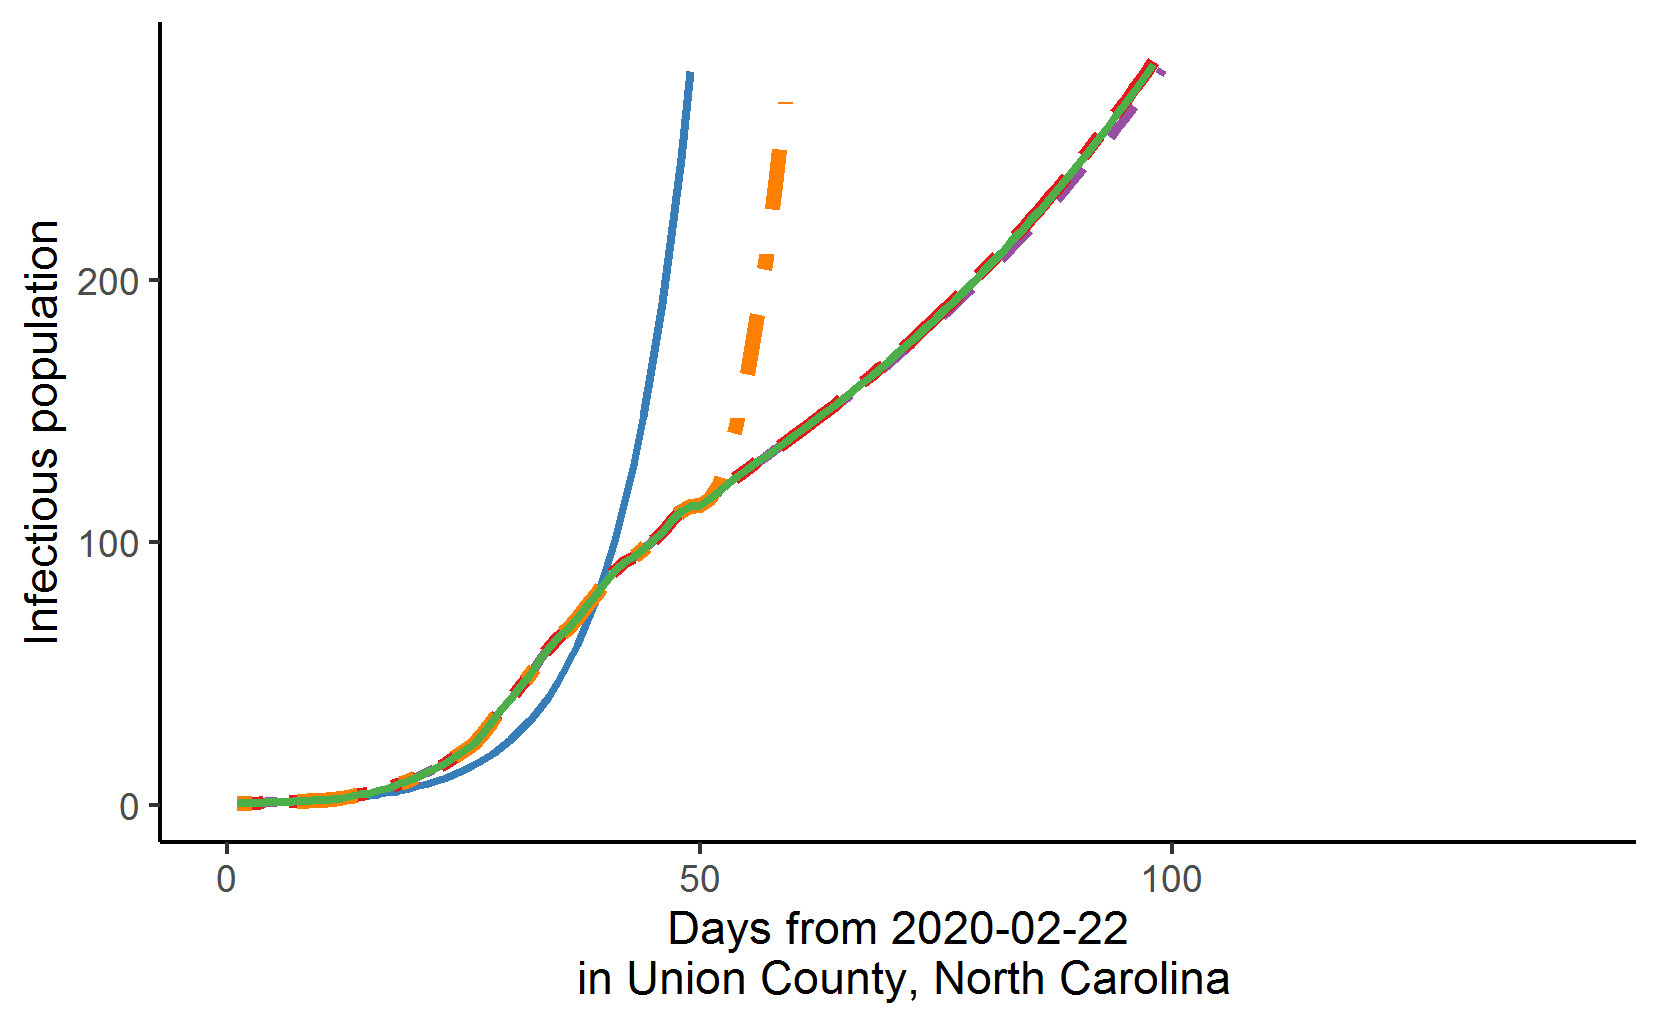 Infectious population
200
100
0
0 50 100
Days from 2020-02-22
in Union County, North Carolina